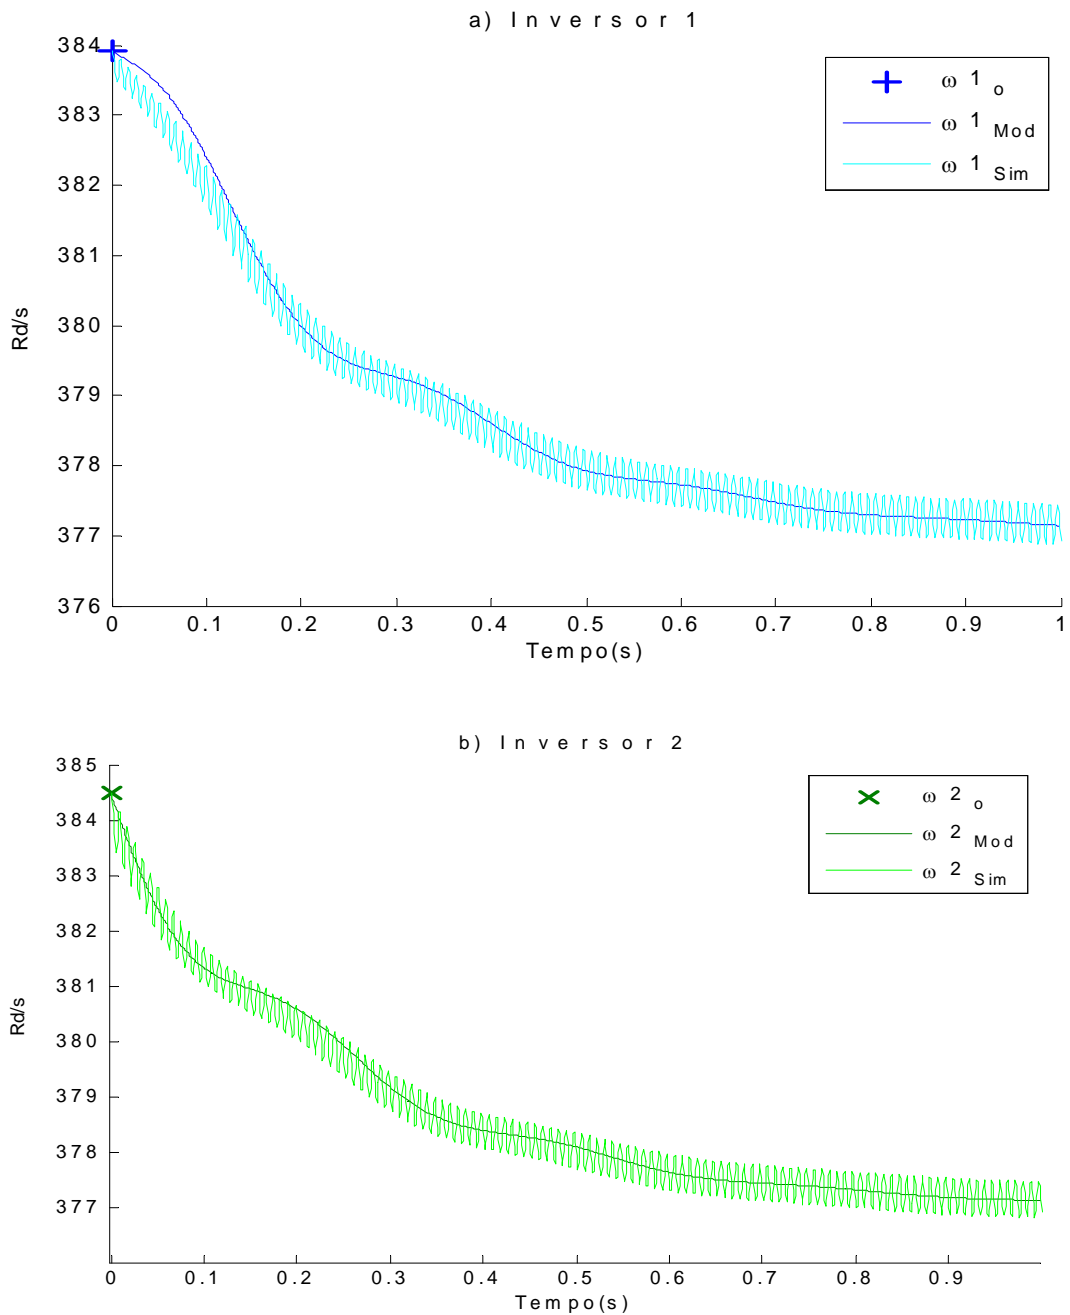 a) Inversor 1
384
383
382
381
380
379
378
377
376
Rd/s
ω 1 o
ω 1 Mod
ω 1 Sim
0 0.1 0.2 0.3 0.4 0.5 0.6 0.7 0.8 0.9 1
Tempo(s)
b) Inversor 2
385
384
383
382
381
380
379
378
377
Rd/s
ω 2 o
ω 2 Mod
ω 2 Sim
0 0.1 0.2 0.3 0.4 0.5 0.6 0.7 0.8 0.9
Tempo(s)